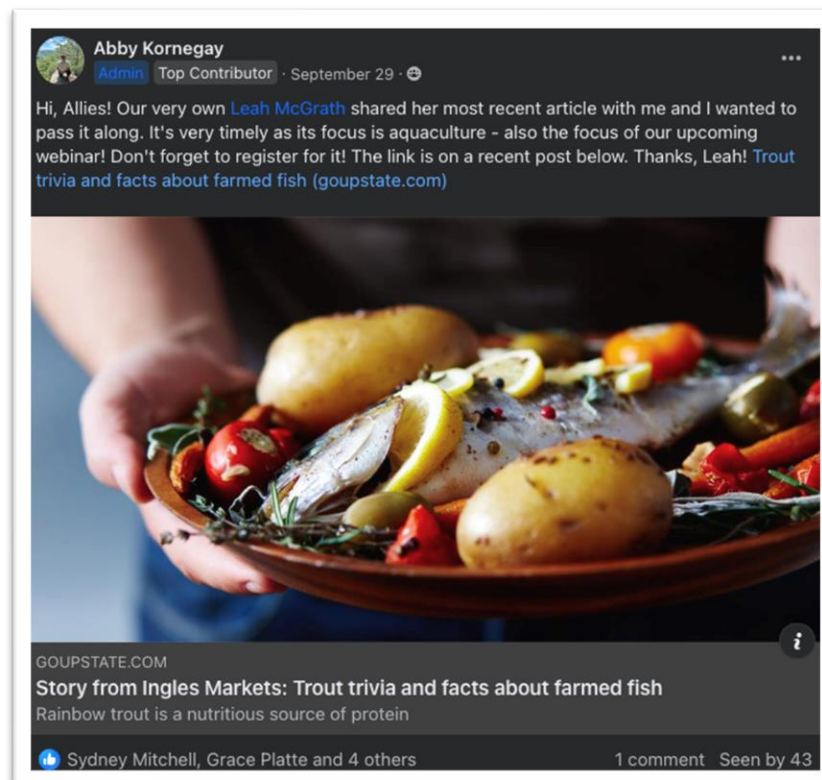 Abby Kornegay
Admin Top Contributor · September 29 ·
Hi, Allies! Our very own Leah McGrath shared her most recent article with me and I wanted to
pass it along. It's very timely as its focus is aquaculture - also the focus of our upcoming
webinar! Don't forget to register for it! The link is on a recent post below. Thanks, Leah! Trout
trivia and facts about farmed fish (goupstate.com)
GOUPSTATE.COM
Story from Ingles Markets: Trout trivia and facts about farmed fish
Rainbow trout is a nutritious source of protein
Sydney Mitchell, Grace Platte and 4 others 1 comment Seen by 43